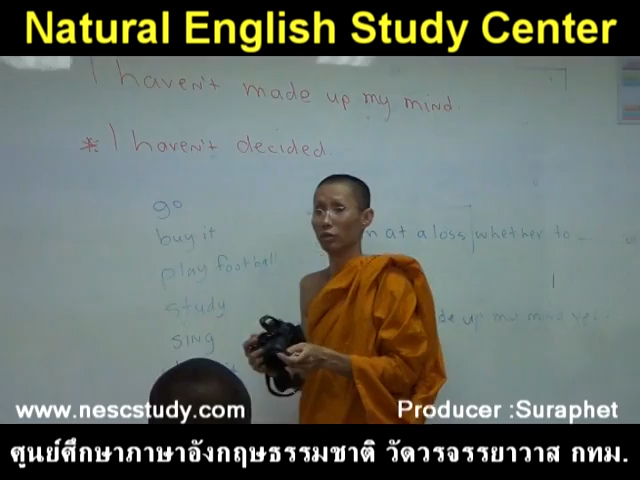 Natural English Study Center
I haven't made up my mind.
* I haven't decided.
go
buy it
at a loss whether to
play football
study
up my mind
sing
www.nescstudy.com
Producer :Suraphet
ศูนย์ศึกษาภาษาอังกฤษธรรมชาติ วัดวรจรรยาวาส กทม.